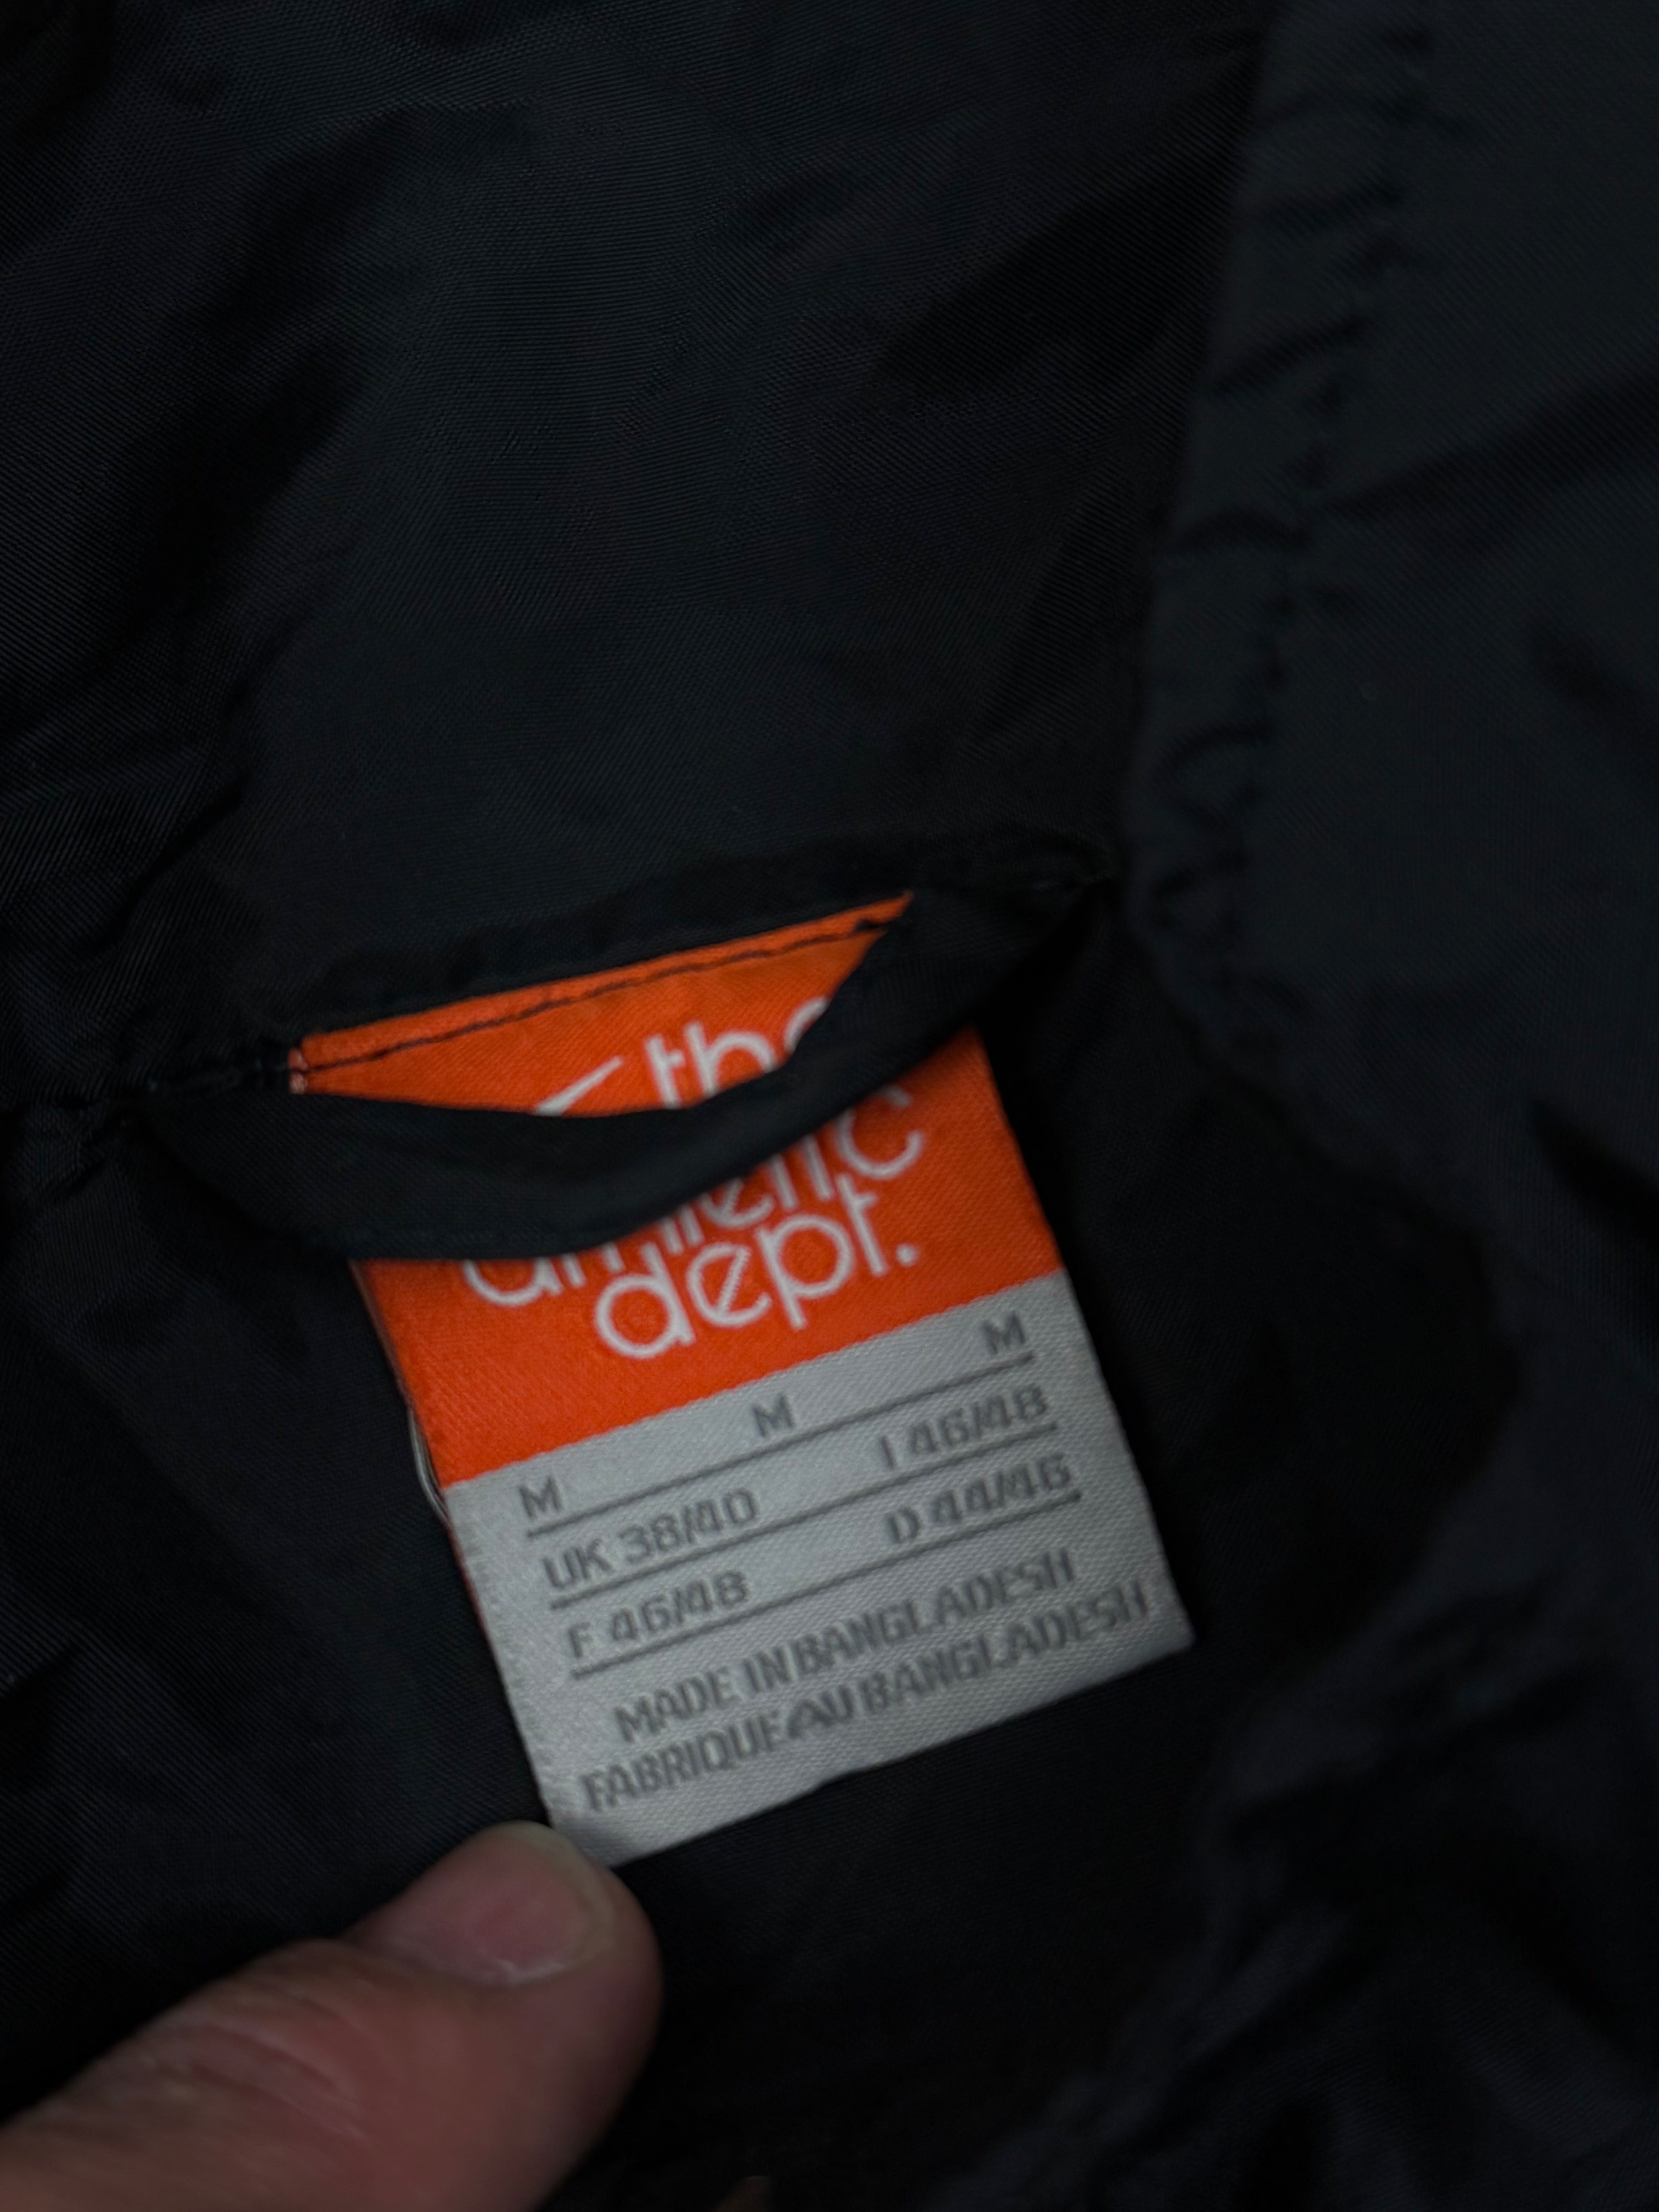 the
athletic
dept.
M M M
UK 38/40 I 46/48
F 46/48 D 44/46
MADE IN BANGLADESH
FABRIQUE AU BANGLADESH